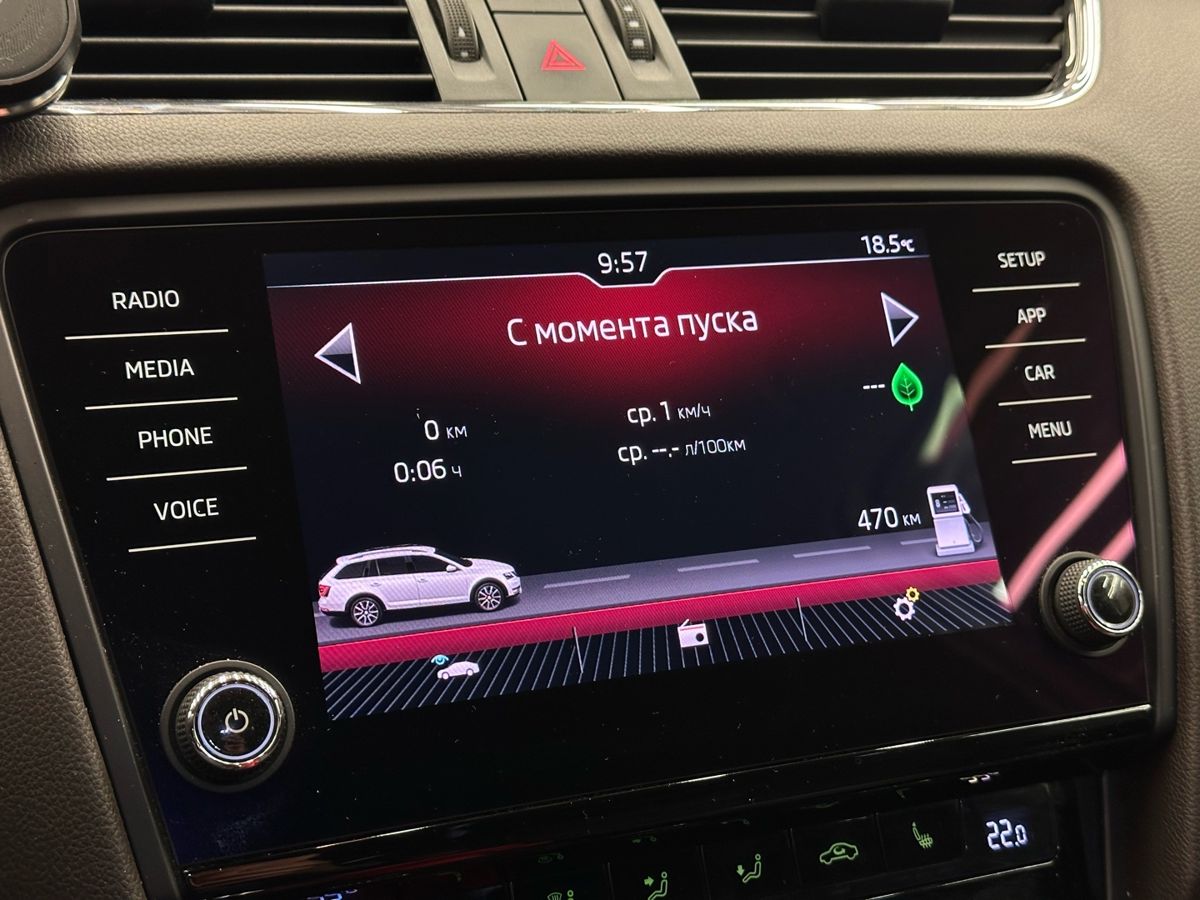 9:57
18.5°C
RADIO
MEDIA
PHONE
VOICE
С момента пуска
0 км
0:06 ч
ср. 1 км/ч
ср. --.- л/100км
---
470 км
SETUP
APP
CAR
MENU
22.0